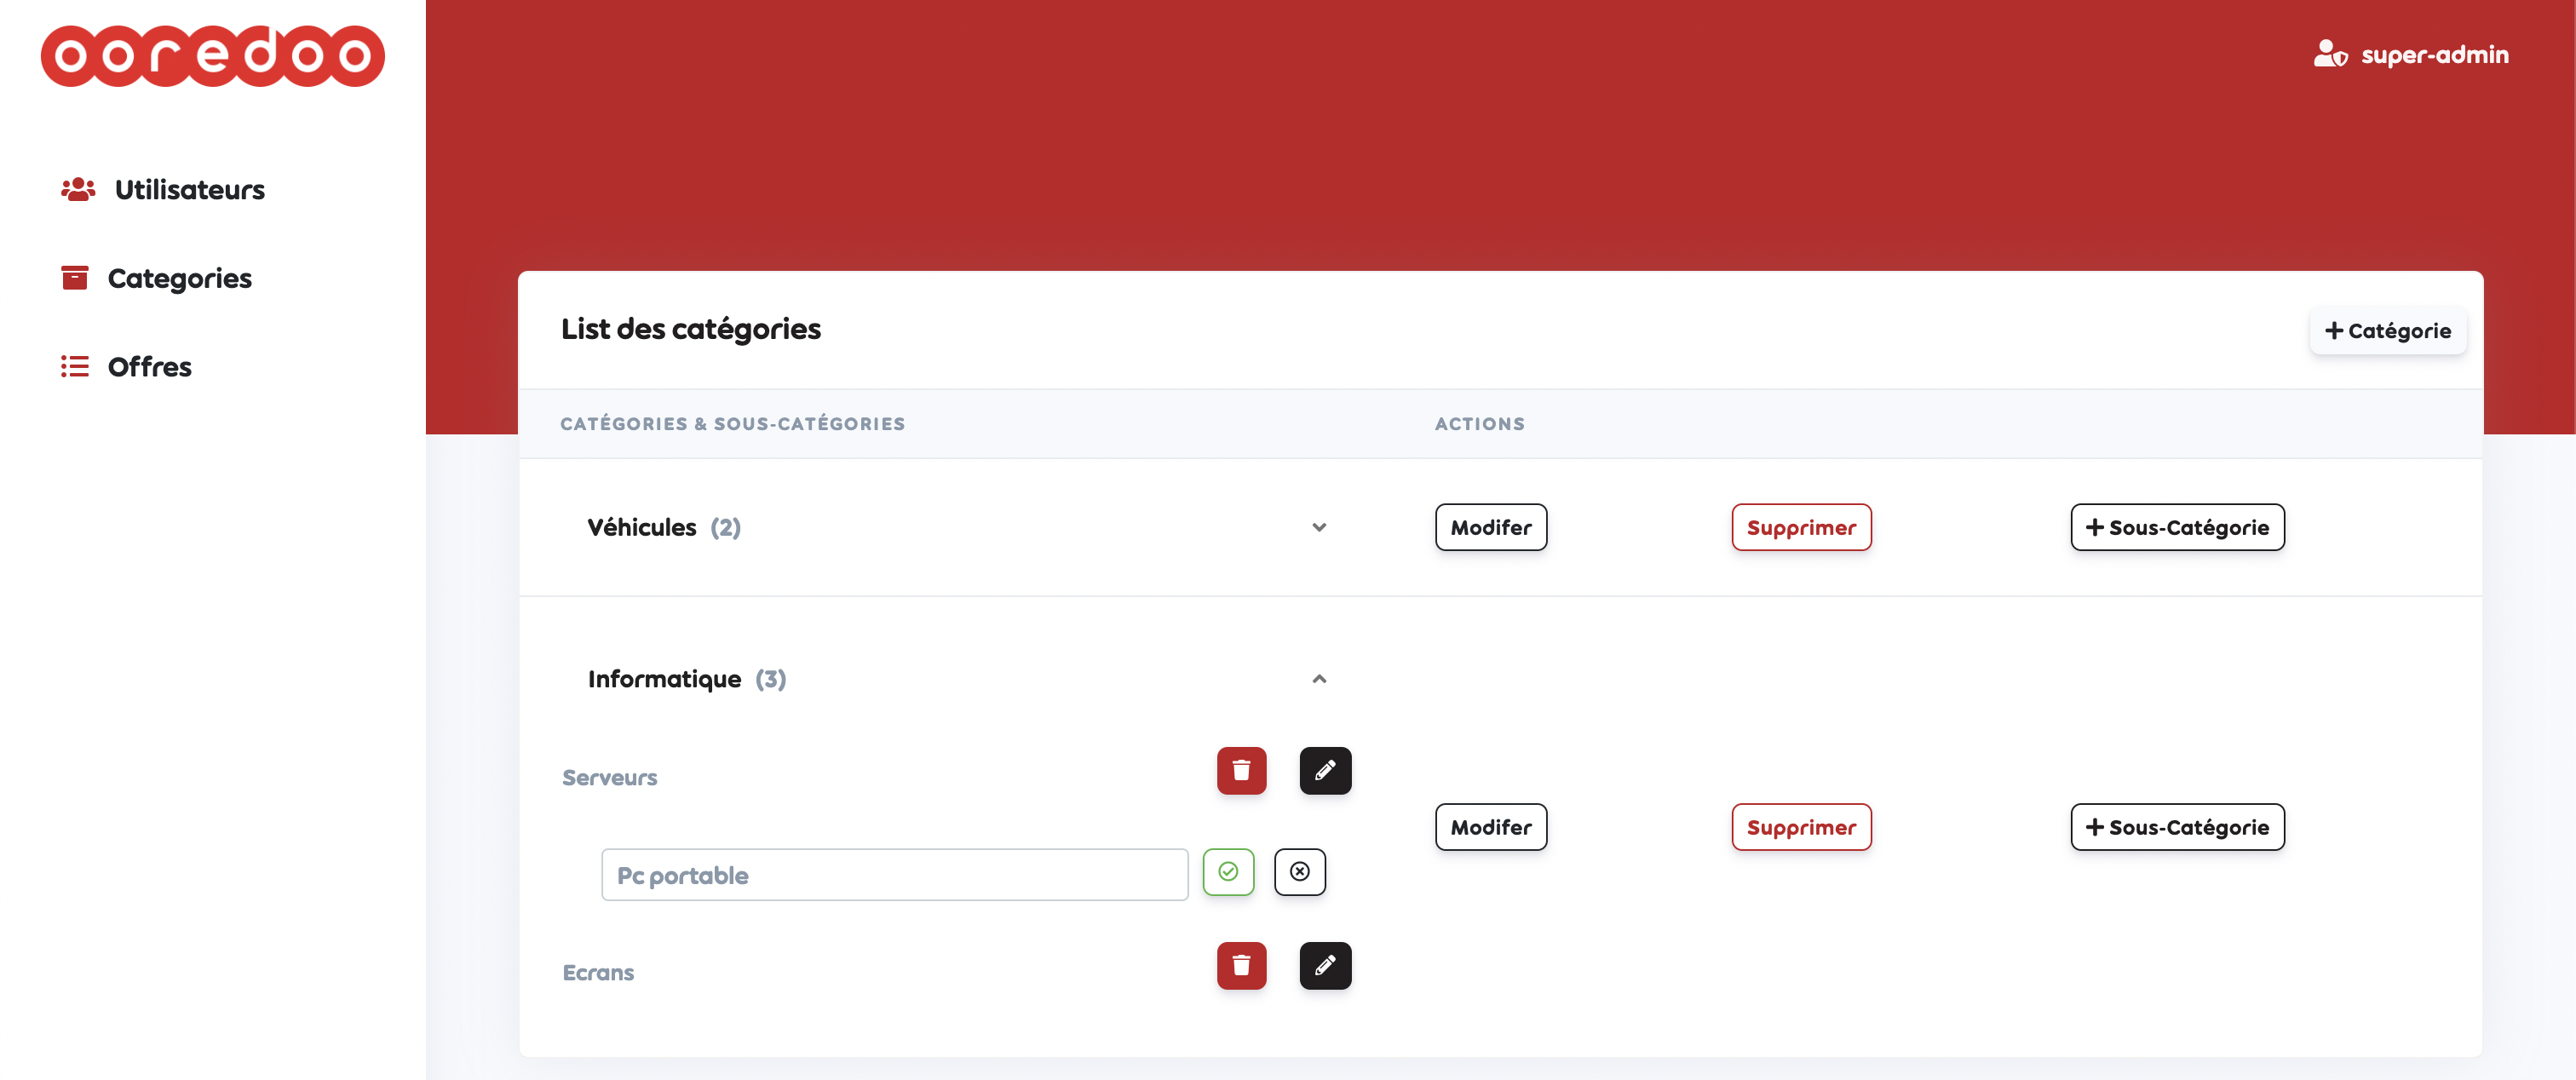 ooredoo
super-admin
Utilisateurs
Categories
Offres
List des catégories
+ Catégorie
CATÉGORIES & SOUS-CATÉGORIES ACTIONS
Véhicules (2) Modifer Supprimer + Sous-Catégorie
Informatique (3)
Serveurs
Modifer Supprimer + Sous-Catégorie
Pc portable
Ecrans